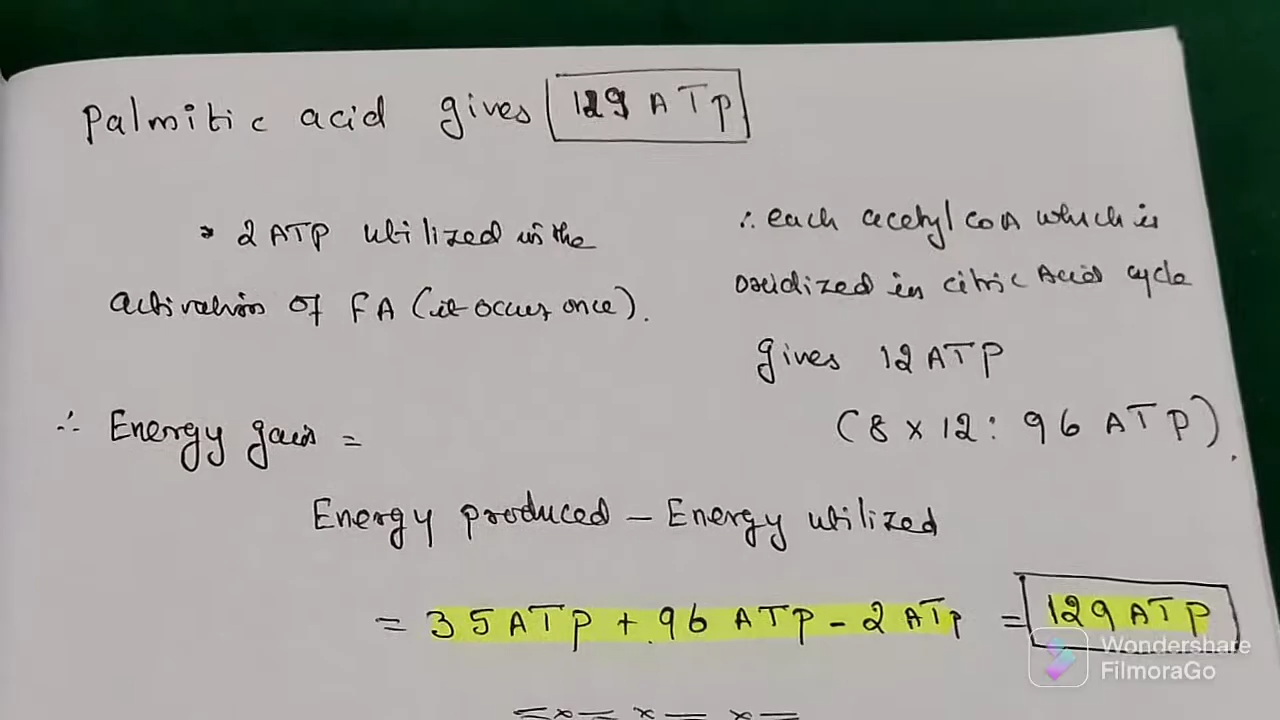 Palmitic acid gives 129 ATP
2 ATP utilized in the
activation of FA (it occurs once).
∴ each acetyl CoA which is
oxidized in citric Acid cycle
gives 12 ATP
(8 × 12 : 96 ATP).
∴ Energy gain =
Energy produced – Energy utilized
= 35 ATP + 96 ATP – 2 ATP = 129 ATP
Wondershare
FilmoraGo